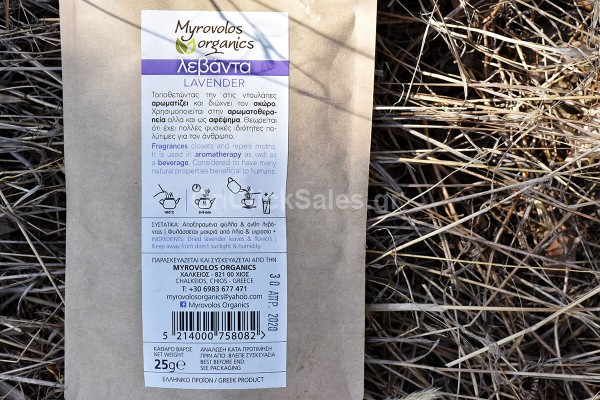 Myrovolos
organics
λεβάντα
LAVENDER
Τοποθετώντας την στις ντουλάπες
αρωματίζει και διώχνει τον σκώρο.
Χρησιμοποιείται στην αρωματοθερα-
πεία αλλά και ως αφέψημα. Θεωρείται
ότι έχει πολλές φυσικές ιδιότητες πο-
λύτιμες για τον άνθρωπο.
Fragrances closets and repels moths.
It is used in aromatherapy as well as
a beverage. Considered to have many
natural properties beneficial to humans.
ClickSales.gr
100°C
ΣΥΣΤΑΤΙΚΑ: Αποξηραμένα φύλλα & άνθη λεβά-
ντας | Φυλάσσεται μακριά από ήλιο & υγρασία •
INGREDIENTS: Dried lavender leaves & flowers |
Keep away from direct sunlight & humidity.
ΠΑΡΑΣΚΕΥΑΖΕΤΑΙ ΚΑΙ ΣΥΣΚΕΥΑΖΕΤΑΙ ΑΠΟ ΤΗΝ
MYROVOLOS ORGANICS
ΧΑΛΚΕΙΟΣ - 821 00 ΧΙΟΣ
CHALKEIOS, CHIOS - GREECE
T: +30 6983 677 471
myrovolosorganics@yahoo.com
Myrovolos Organics
30 ΑΠΡ. 2020
5 214000 758082 >
ΚΑΘΑΡΟ ΒΑΡΟΣ
NET WEIGHT
25g℮
ΑΝΑΛΩΣΗ ΚΑΤΑ ΠΡΟΤΙΜΗΣΗ
ΠΡΙΝ ΑΠΟ: ΒΛΕΠΕ ΣΥΣΚΕΥΑΣΙΑ
BEST BEFORE END
SEE PACKAGING
ΕΛΛΗΝΙΚΟ ΠΡΟΪΟΝ / GREEK PRODUCT